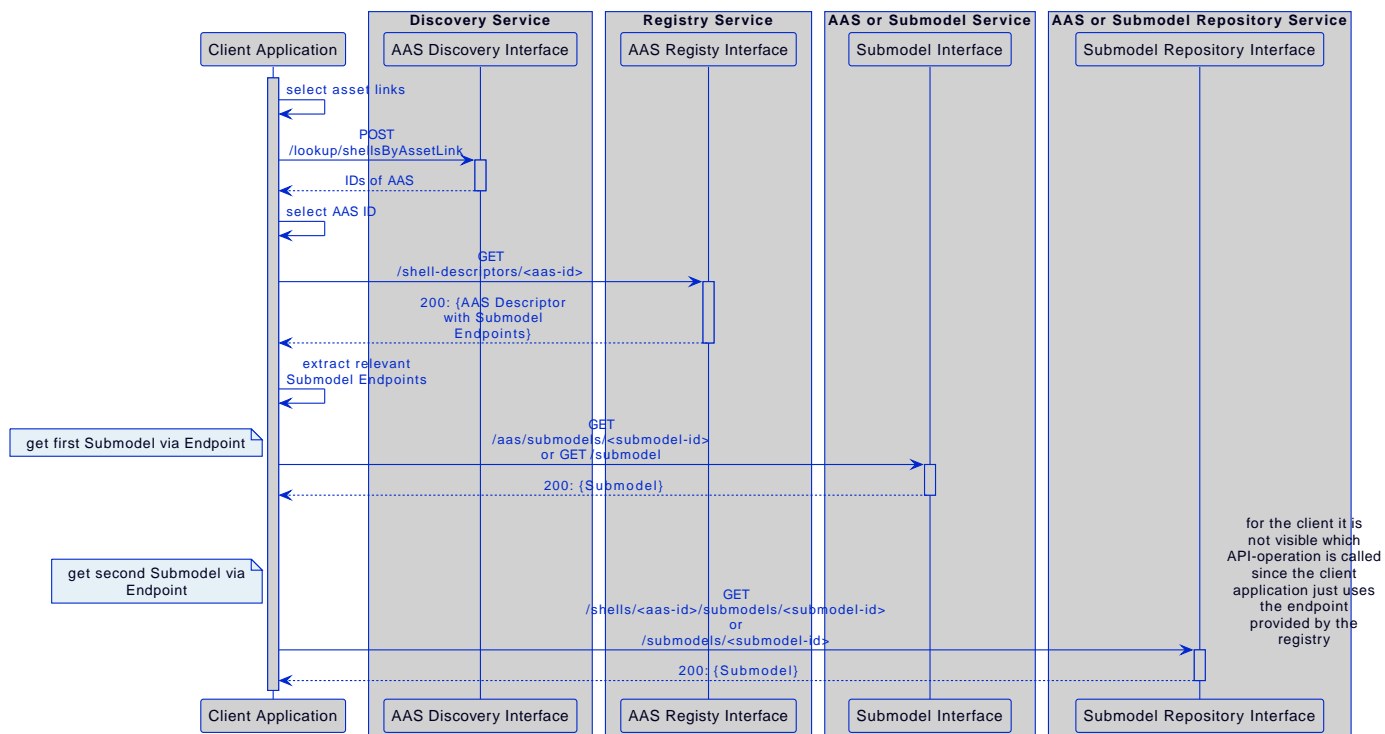 Discovery Service
Registry Service
AAS or Submodel Service
AAS or Submodel Repository Service
Client Application
AAS Discovery Interface
AAS Registy Interface
Submodel Interface
Submodel Repository Interface
select asset links
POST
/lookup/shellsByAssetLink
IDs of AAS
select AAS ID
GET
/shell-descriptors/<aas-id>
200: {AAS Descriptor
with Submodel
Endpoints}
extract relevant
Submodel Endpoints
get first Submodel via Endpoint
GET
/aas/submodels/<submodel-id>
or GET /submodel
200: {Submodel}
for the client it is
not visible which
API-operation is called
since the client
application just uses
the endpoint
provided by the
registry
get second Submodel via
Endpoint
GET
/shells/<aas-id>/submodels/<submodel-id>
or
/submodels/<submodel-id>
200: {Submodel}
Client Application
AAS Discovery Interface
AAS Registy Interface
Submodel Interface
Submodel Repository Interface